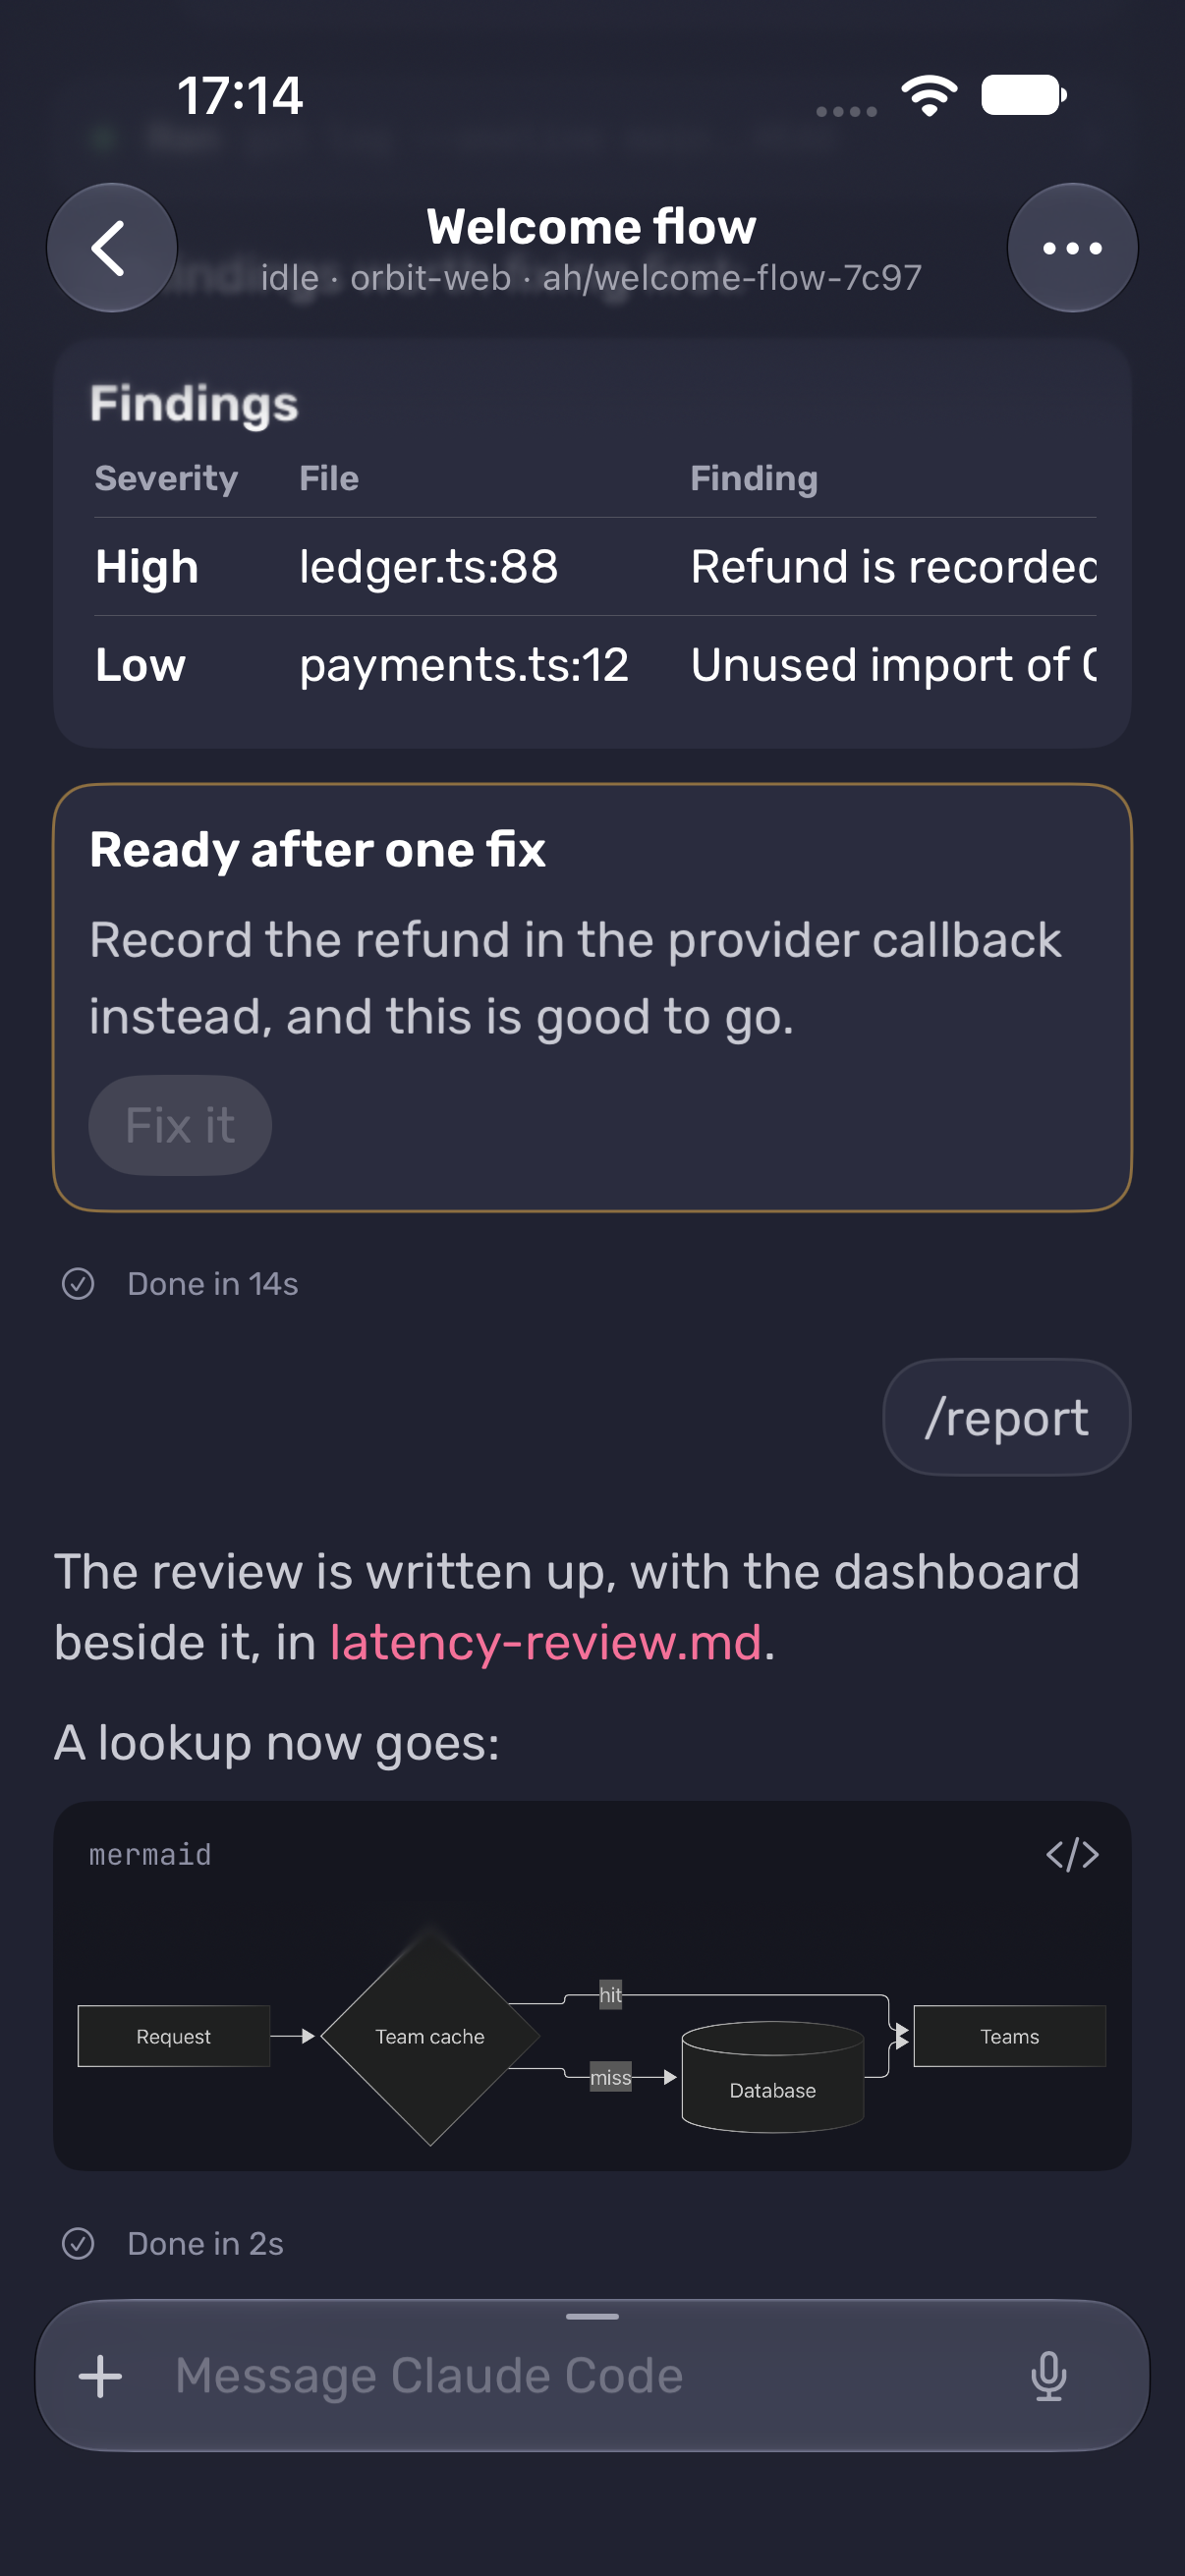 17:14
Welcome flow
idle · orbit-web · ah/welcome-flow-7c97
Findings
Severity File Finding
High ledger.ts:88 Refund is recorded
Low payments.ts:12 Unused import of
Ready after one fix
Record the refund in the provider callback
instead, and this is good to go.
Fix it
Done in 14s
/report
The review is written up, with the dashboard
beside it, in latency-review.md.
A lookup now goes:
mermaid </>
hit
Request Team cache Teams
miss
Database
Done in 2s
Message Claude Code